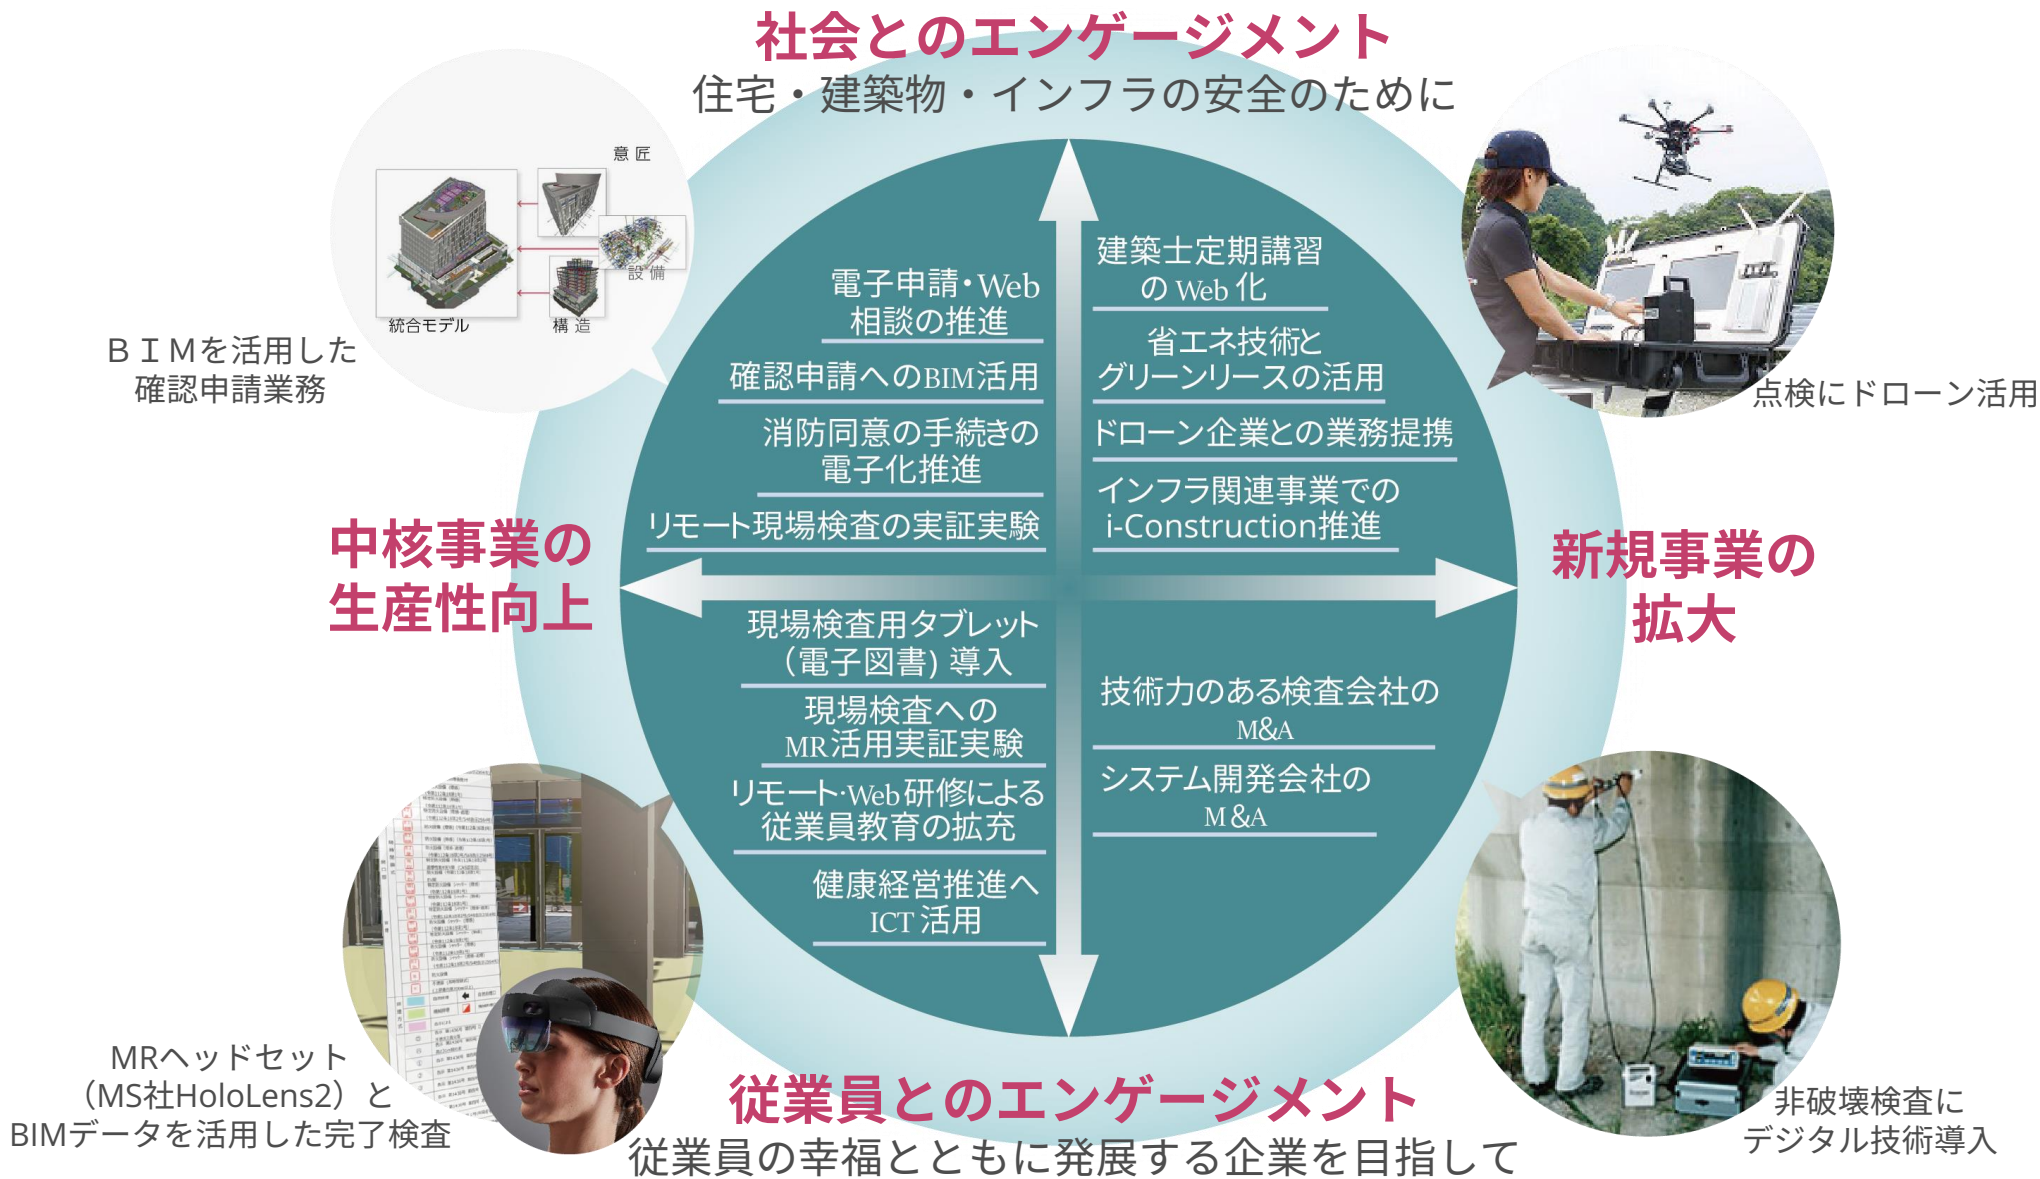 社会とのエンゲージメント
住宅・建築物・インフラの安全のために
意匠
設備
構造
統合モデル
ＢＩＭを活用した
確認申請業務
点検にドローン活用
電子申請・Web
相談の推進
確認申請へのBIM活用
消防同意の手続きの
電子化推進
リモート現場検査の実証実験
建築士定期講習
のWeb化
省エネ技術と
グリーンリースの活用
ドローン企業との業務提携
インフラ関連事業での
i-Construction推進
中核事業の
生産性向上
新規事業の
拡大
現場検査用タブレット
（電子図書）導入
現場検査への
MR活用実証実験
リモート・Web研修による
従業員教育の拡充
健康経営推進へ
ICT活用
技術力のある検査会社の
M&A
システム開発会社の
M&A
MRヘッドセット
（MS社HoloLens2）と
BIMデータを活用した完了検査
非破壊検査に
デジタル技術導入
従業員とのエンゲージメント
従業員の幸福とともに発展する企業を目指して